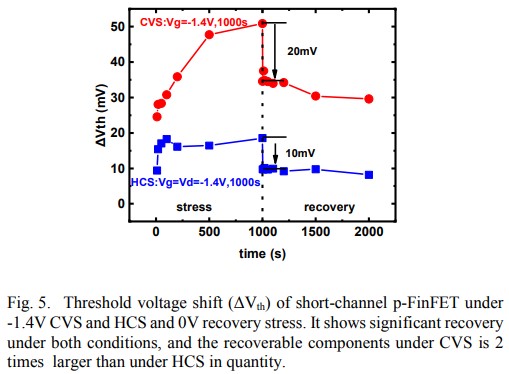 50
40
30
20
10
0
ΔVth (mV)
CVS:Vg=-1.4V,1000s
20mV
10mV
HCS:Vg=Vd=-1.4V,1000s
stress
recovery
0 500 1000 1500 2000
time (s)
Fig. 5. Threshold voltage shift (ΔVth) of short-channel p-FinFET under
-1.4V CVS and HCS and 0V recovery stress. It shows significant recovery
under both conditions, and the recoverable components under CVS is 2
times larger than under HCS in quantity.